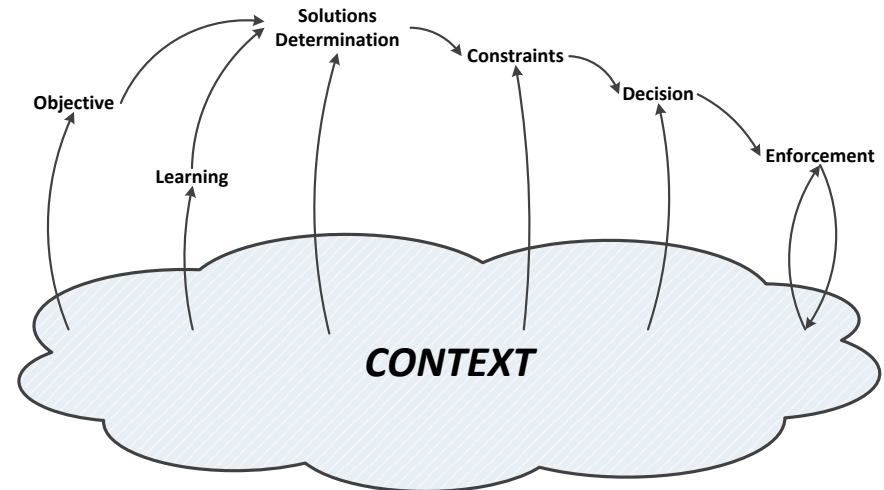 Solutions
Determination
Constraints
Objective
Decision
Enforcement
Learning
CONTEXT